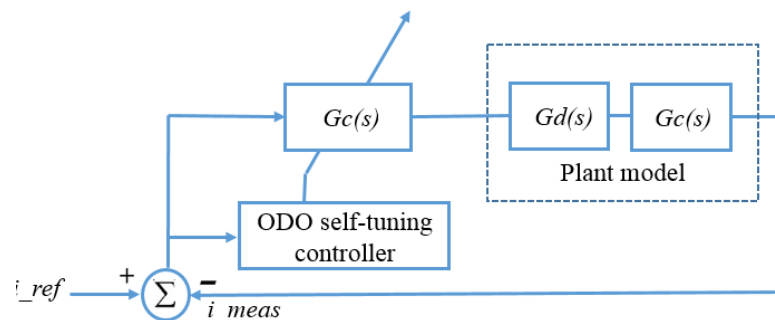 Gc(s)
Gd(s)
Gc(s)
Plant model
ODO self-tuning
controller
i_ref
+
Σ
-
i_meas